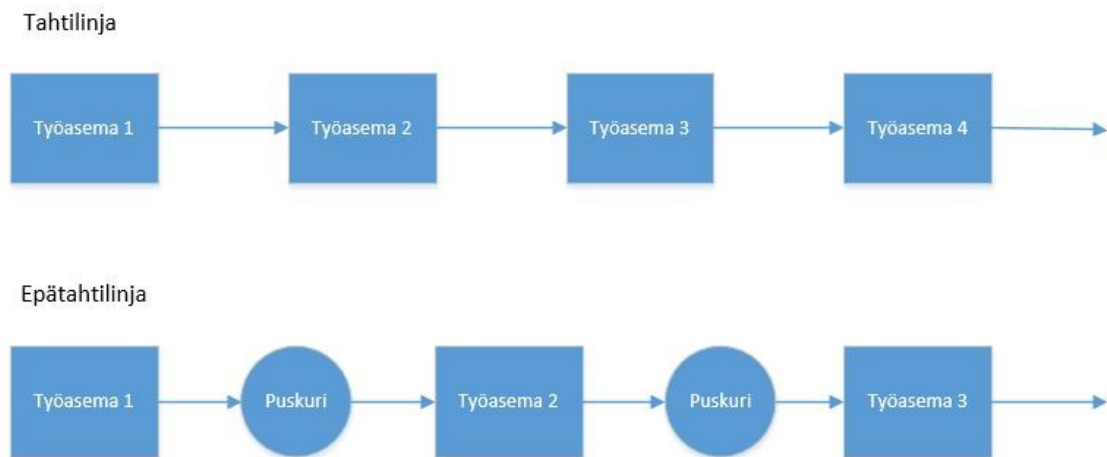 Tahtilinja
Työasema 1
Työasema 2
Työasema 3
Työasema 4
Epätahtilinja
Työasema 1
Puskuri
Työasema 2
Puskuri
Työasema 3